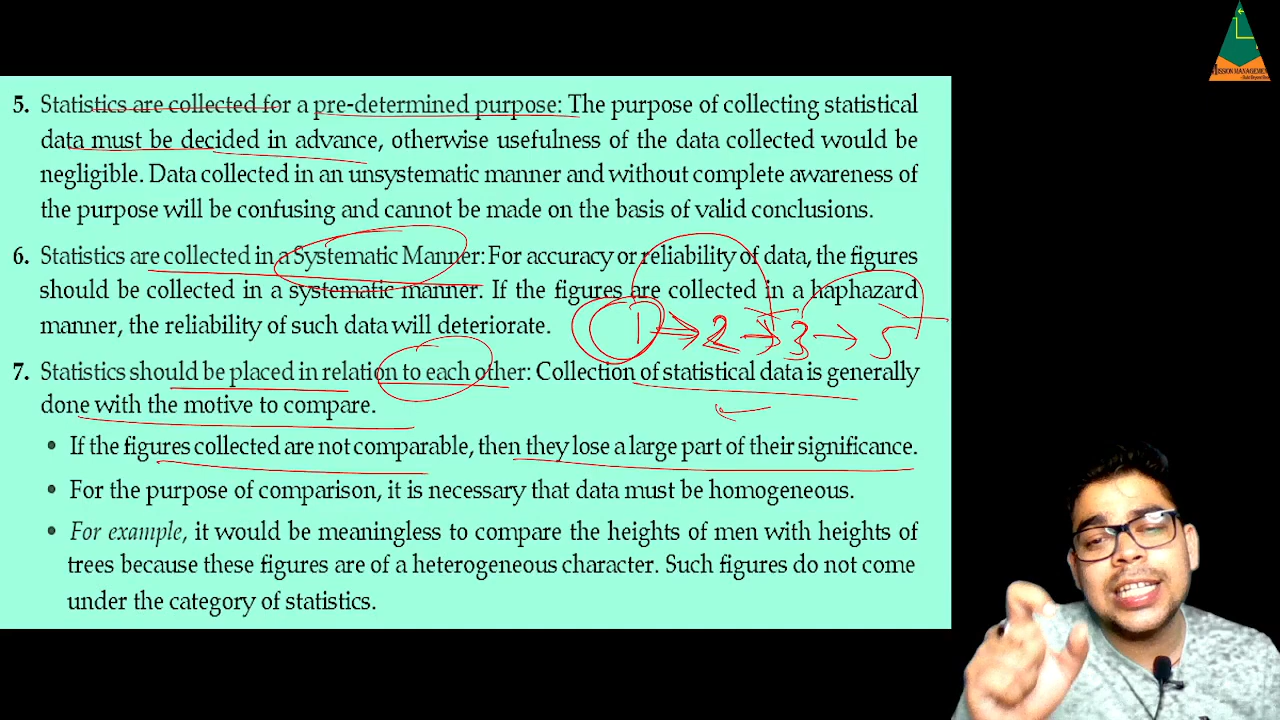 MISSION MANAGEMENT
5. Statistics are collected for a pre-determined purpose: The purpose of collecting statistical
data must be decided in advance, otherwise usefulness of the data collected would be
negligible. Data collected in an unsystematic manner and without complete awareness of
the purpose will be confusing and cannot be made on the basis of valid conclusions.
6. Statistics are collected in a Systematic Manner: For accuracy or reliability of data, the figures
should be collected in a systematic manner. If the figures are collected in a haphazard
manner, the reliability of such data will deteriorate.
1 → 2 → 3 → 5
7. Statistics should be placed in relation to each other: Collection of statistical data is generally
done with the motive to compare.
• If the figures collected are not comparable, then they lose a large part of their significance.
• For the purpose of comparison, it is necessary that data must be homogeneous.
• For example, it would be meaningless to compare the heights of men with heights of
trees because these figures are of a heterogeneous character. Such figures do not come
under the category of statistics.